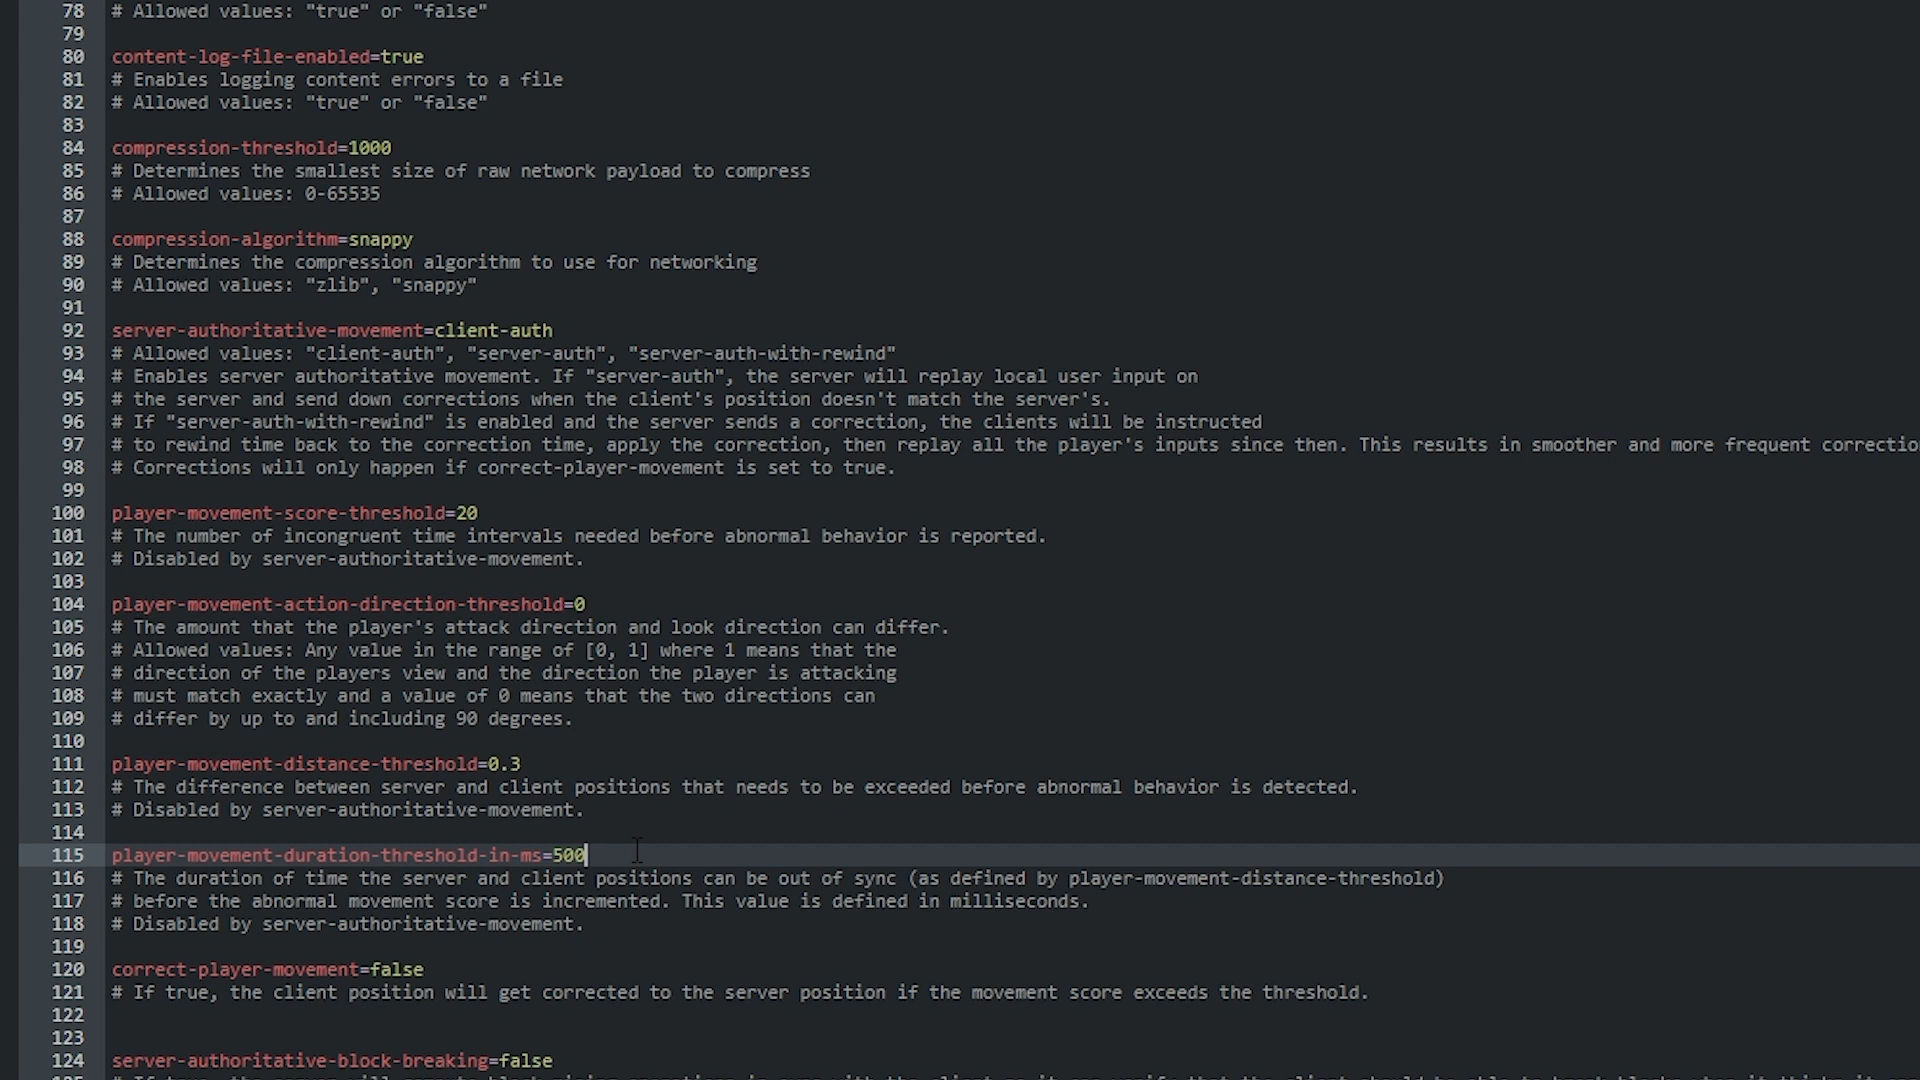 78 # Allowed values: "true" or "false"
79
80 content-log-file-enabled=true
81 # Enables logging content errors to a file
82 # Allowed values: "true" or "false"
83
84 compression-threshold=1000
85 # Determines the smallest size of raw network payload to compress
86 # Allowed values: 0-65535
87
88 compression-algorithm=snappy
89 # Determines the compression algorithm to use for networking
90 # Allowed values: "zlib", "snappy"
91
92 server-authoritative-movement=client-auth
93 # Allowed values: "client-auth", "server-auth", "server-auth-with-rewind"
94 # Enables server authoritative movement. If "server-auth", the server will replay local user input on
95 # the server and send down corrections when the client's position doesn't match the server's.
96 # If "server-auth-with-rewind" is enabled and the server sends a correction, the clients will be instructed
97 # to rewind time back to the correction time, apply the correction, then replay all the player's inputs since then. This results in smoother and more frequent correctio
98 # Corrections will only happen if correct-player-movement is set to true.
99
100 player-movement-score-threshold=20
101 # The number of incongruent time intervals needed before abnormal behavior is reported.
102 # Disabled by server-authoritative-movement.
103
104 player-movement-action-direction-threshold=0
105 # The amount that the player's attack direction and look direction can differ.
106 # Allowed values: Any value in the range of [0, 1] where 1 means that the
107 # direction of the players view and the direction the player is attacking
108 # must match exactly and a value of 0 means that the two directions can
109 # differ by up to and including 90 degrees.
110
111 player-movement-distance-threshold=0.3
112 # The difference between server and client positions that needs to be exceeded before abnormal behavior is detected.
113 # Disabled by server-authoritative-movement.
114
115 player-movement-duration-threshold-in-ms=500
116 # The duration of time the server and client positions can be out of sync (as defined by player-movement-distance-threshold)
117 # before the abnormal movement score is incremented. This value is defined in milliseconds.
118 # Disabled by server-authoritative-movement.
119
120 correct-player-movement=false
121 # If true, the client position will get corrected to the server position if the movement score exceeds the threshold.
122
123
124 server-authoritative-block-breaking=false